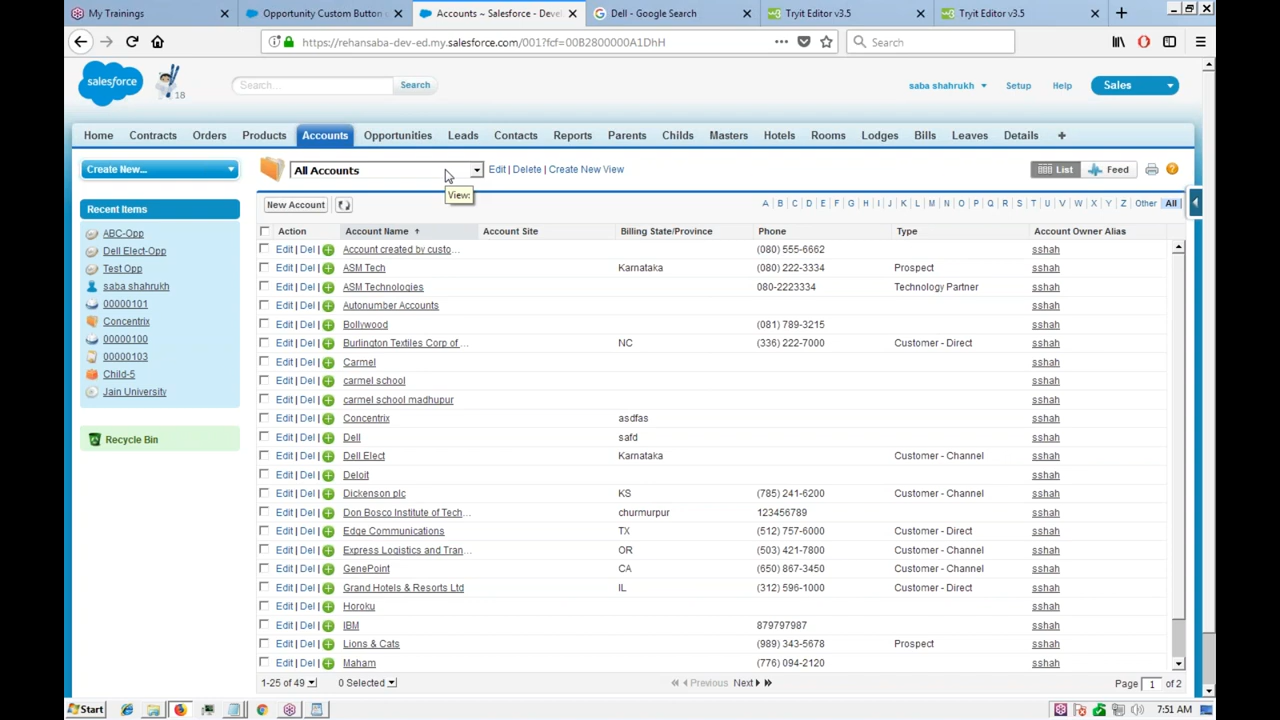 My Trainings
Opportunity Custom Button
Accounts ~ Salesforce - Devel
Dell - Google Search
Tryit Editor v3.5
Tryit Editor v3.5
https://rehansaba-dev-ed.my.salesforce.com/001?fcf=00B2800000A1DhH
Search
salesforce
18
Search...
Search
saba shahrukh
Setup
Help
Sales
Home Contracts Orders Products Accounts Opportunities Leads Contacts Reports Parents Childs Masters Hotels Rooms Lodges Bills Leaves Details +
Create New...
All Accounts
Edit | Delete | Create New View
List
Feed
View:
Recent Items
ABC-Opp
Dell Elect-Opp
Test Opp
saba shahrukh
00000101
Concentrix
00000100
00000103
Child-5
Jain University
Recycle Bin
New Account
A B C D E F G H I J K L M N O P Q R S T U V W X Y Z Other All
Action Account Name Account Site Billing State/Province Phone Type Account Owner Alias
Edit | Del Account created by custo... (080) 555-6662 sshah
Edit | Del ASM Tech Karnataka (080) 222-3334 Prospect sshah
Edit | Del ASM Technologies 080-2223334 Technology Partner sshah
Edit | Del Autonumber Accounts sshah
Edit | Del Bollywood (081) 789-3215 sshah
Edit | Del Burlington Textiles Corp of ... NC (336) 222-7000 Customer - Direct sshah
Edit | Del Carmel sshah
Edit | Del carmel school sshah
Edit | Del carmel school madhupur sshah
Edit | Del Concentrix asdfas sshah
Edit | Del Dell safd sshah
Edit | Del Dell Elect Karnataka Customer - Channel sshah
Edit | Del Deloit sshah
Edit | Del Dickenson plc KS (785) 241-6200 Customer - Channel sshah
Edit | Del Don Bosco Institute of Tech... churmurpur 123456789 sshah
Edit | Del Edge Communications TX (512) 757-6000 Customer - Direct sshah
Edit | Del Express Logistics and Tran... OR (503) 421-7800 Customer - Channel sshah
Edit | Del GenePoint CA (650) 867-3450 Customer - Channel sshah
Edit | Del Grand Hotels & Resorts Ltd IL (312) 596-1000 Customer - Direct sshah
Edit | Del Horoku sshah
Edit | Del IBM 879797987 sshah
Edit | Del Lions & Cats (989) 343-5678 Prospect sshah
Edit | Del Maham (776) 094-2120 sshah
1-25 of 49
0 Selected
Previous Next
Page 1 of 2
Start
7:51 AM